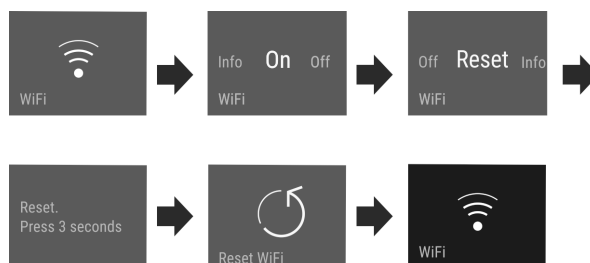 WiFi
Info On Off
WiFi
Off Reset Info
WiFi
Reset.
Press 3 seconds
Reset WiFi
WiFi